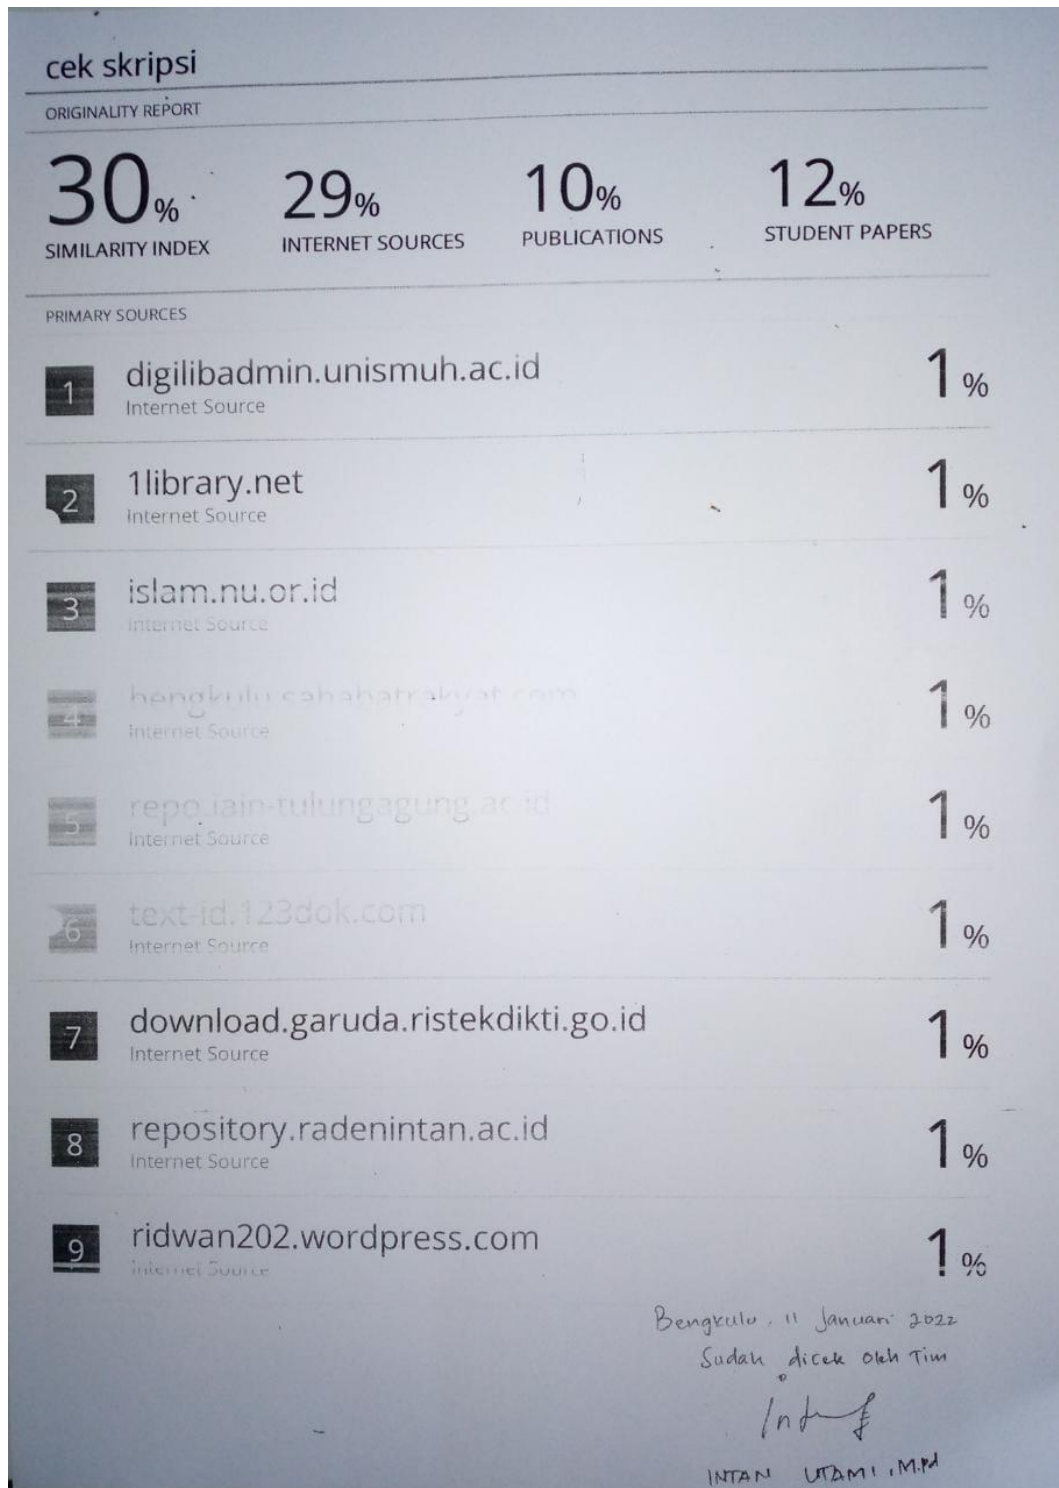 cek skripsi
ORIGINALITY REPORT
30% 29% 10% 12%
SIMILARITY INDEX INTERNET SOURCES PUBLICATIONS STUDENT PAPERS
PRIMARY SOURCES
1 digilibadmin.unismuh.ac.id 1%
Internet Source
2 1library.net 1%
Internet Source
3 islam.nu.or.id 1%
Internet Source
4 bengkulu.sahabatrakyat.com 1%
Internet Source
5 repo.iain-tulungagung.ac.id 1%
Internet Source
6 text-id.123dok.com 1%
Internet Source
7 download.garuda.ristekdikti.go.id 1%
Internet Source
8 repository.radenintan.ac.id 1%
Internet Source
9 ridwan202.wordpress.com 1%
Internet Source
Bengkulu, 11 Januari 2022
Sudah dicek oleh Tim
INTAN UTAMI, M.Pd